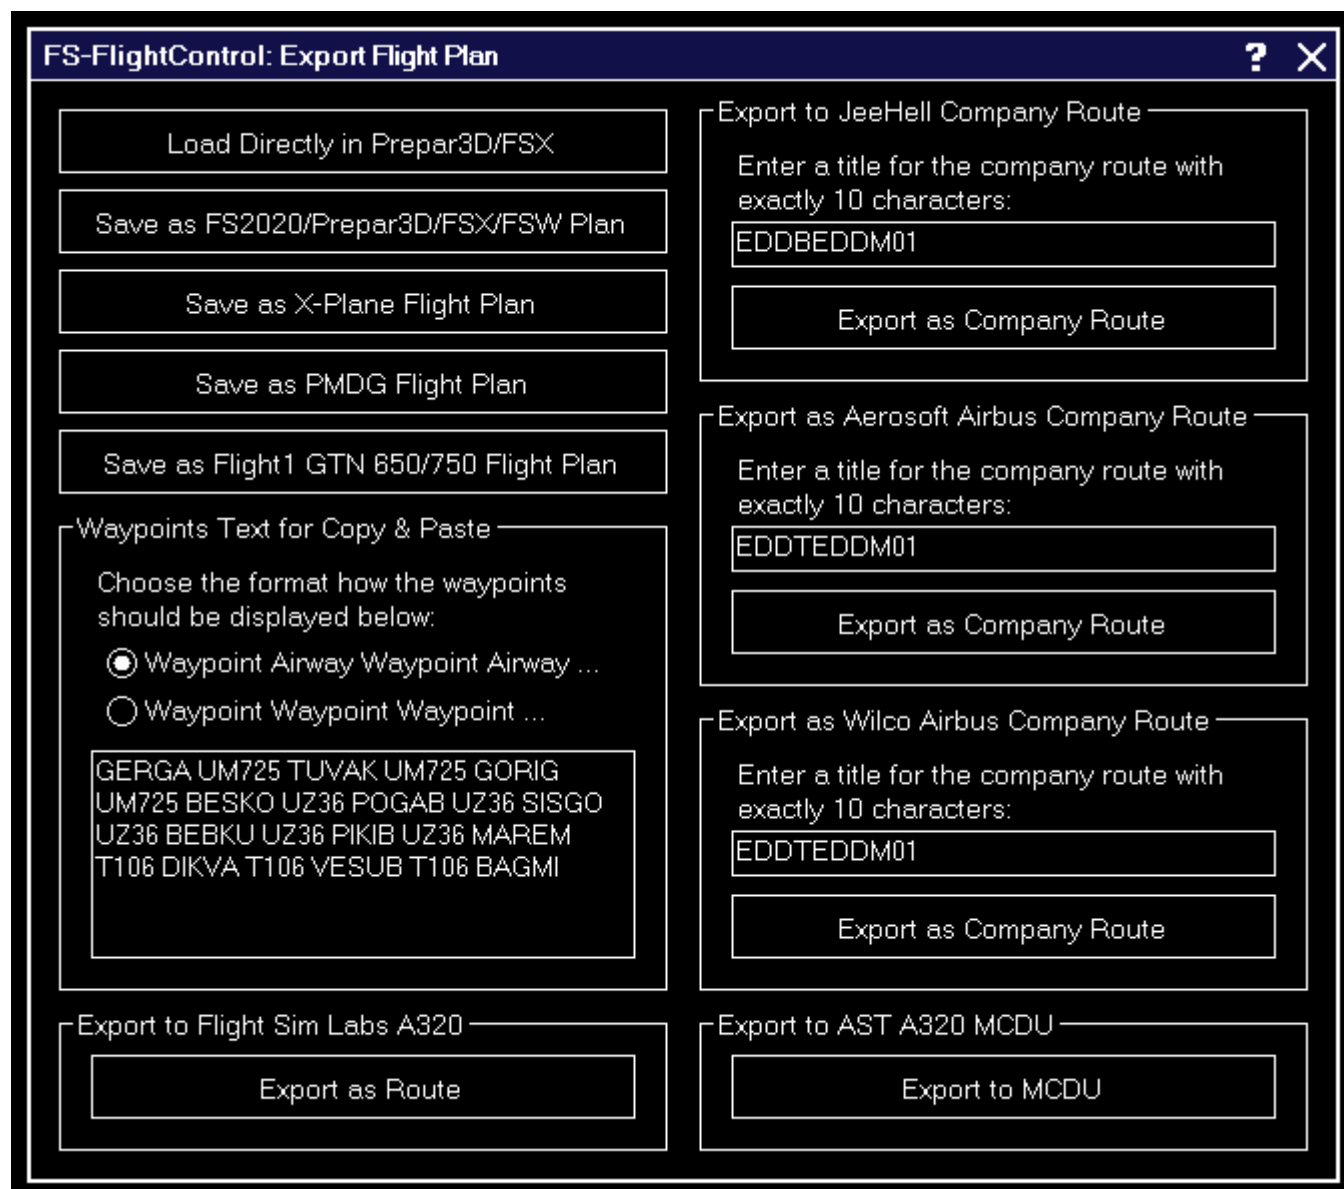 FS-FlightControl: Export Flight Plan
?
Load Directly in Prepar3D/FSX
Save as FS2020/Prepar3D/FSX/FSW Plan
Save as X-Plane Flight Plan
Save as PMDG Flight Plan
Save as Flight1 GTN 650/750 Flight Plan
Waypoints Text for Copy & Paste
Choose the format how the waypoints
should be displayed below:
Waypoint Airway Waypoint Airway ...
Waypoint Waypoint Waypoint ...
GERGA UM725 TUVAK UM725 GORIG
UM725 BESKO UZ36 POGAB UZ36 SISGO
UZ36 BEBKU UZ36 PIKIB UZ36 MAREM
T106 DIKVA T106 VESUB T106 BAGMI
Export to Flight Sim Labs A320
Export as Route
Export to JeeHell Company Route
Enter a title for the company route with
exactly 10 characters:
EDDBEDDM01
Export as Company Route
Export as Aerosoft Airbus Company Route
Enter a title for the company route with
exactly 10 characters:
EDDTEDDM01
Export as Company Route
Export as Wilco Airbus Company Route
Enter a title for the company route with
exactly 10 characters:
EDDTEDDM01
Export as Company Route
Export to AST A320 MCDU
Export to MCDU